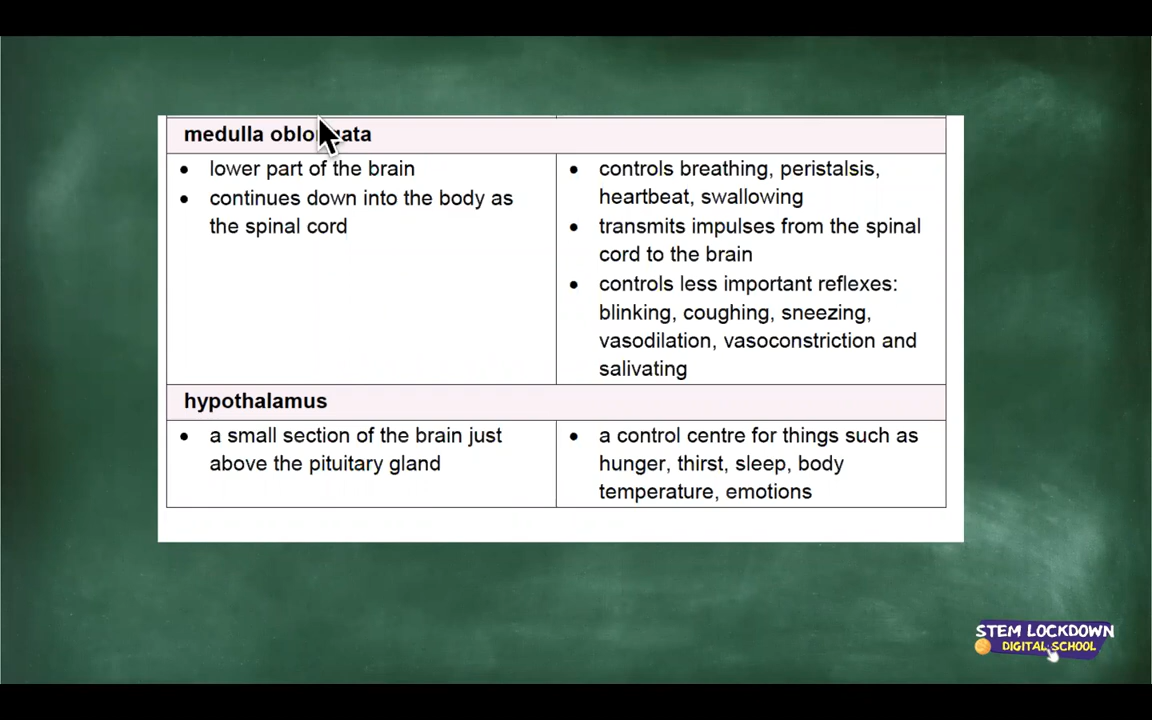 medulla oblongata
• lower part of the brain
• continues down into the body as
the spinal cord
• controls breathing, peristalsis,
heartbeat, swallowing
• transmits impulses from the spinal
cord to the brain
• controls less important reflexes:
blinking, coughing, sneezing,
vasodilation, vasoconstriction and
salivating
hypothalamus
• a small section of the brain just
above the pituitary gland
• a control centre for things such as
hunger, thirst, sleep, body
temperature, emotions
STEM LOCKDOWN
DIGITAL SCHOOL